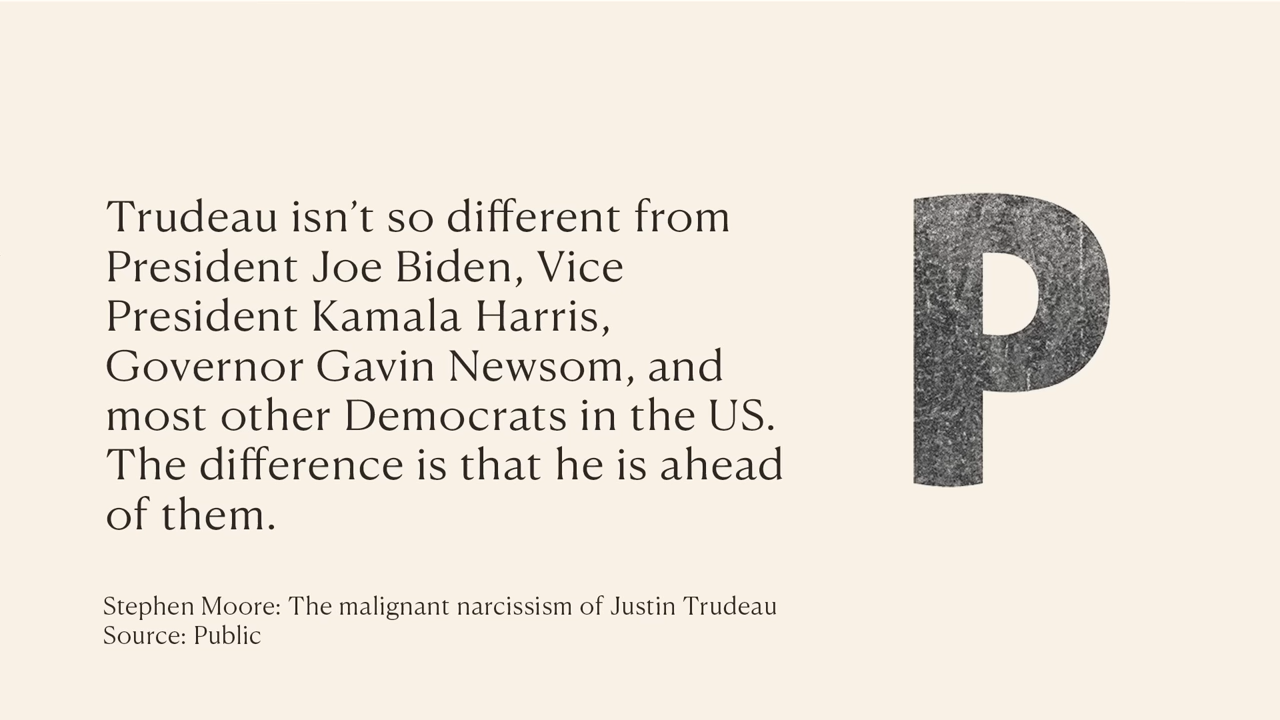 Trudeau isn’t so different from
President Joe Biden, Vice
President Kamala Harris,
Governor Gavin Newsom, and
most other Democrats in the US.
The difference is that he is ahead
of them.
P
Stephen Moore: The malignant narcissism of Justin Trudeau
Source: Public